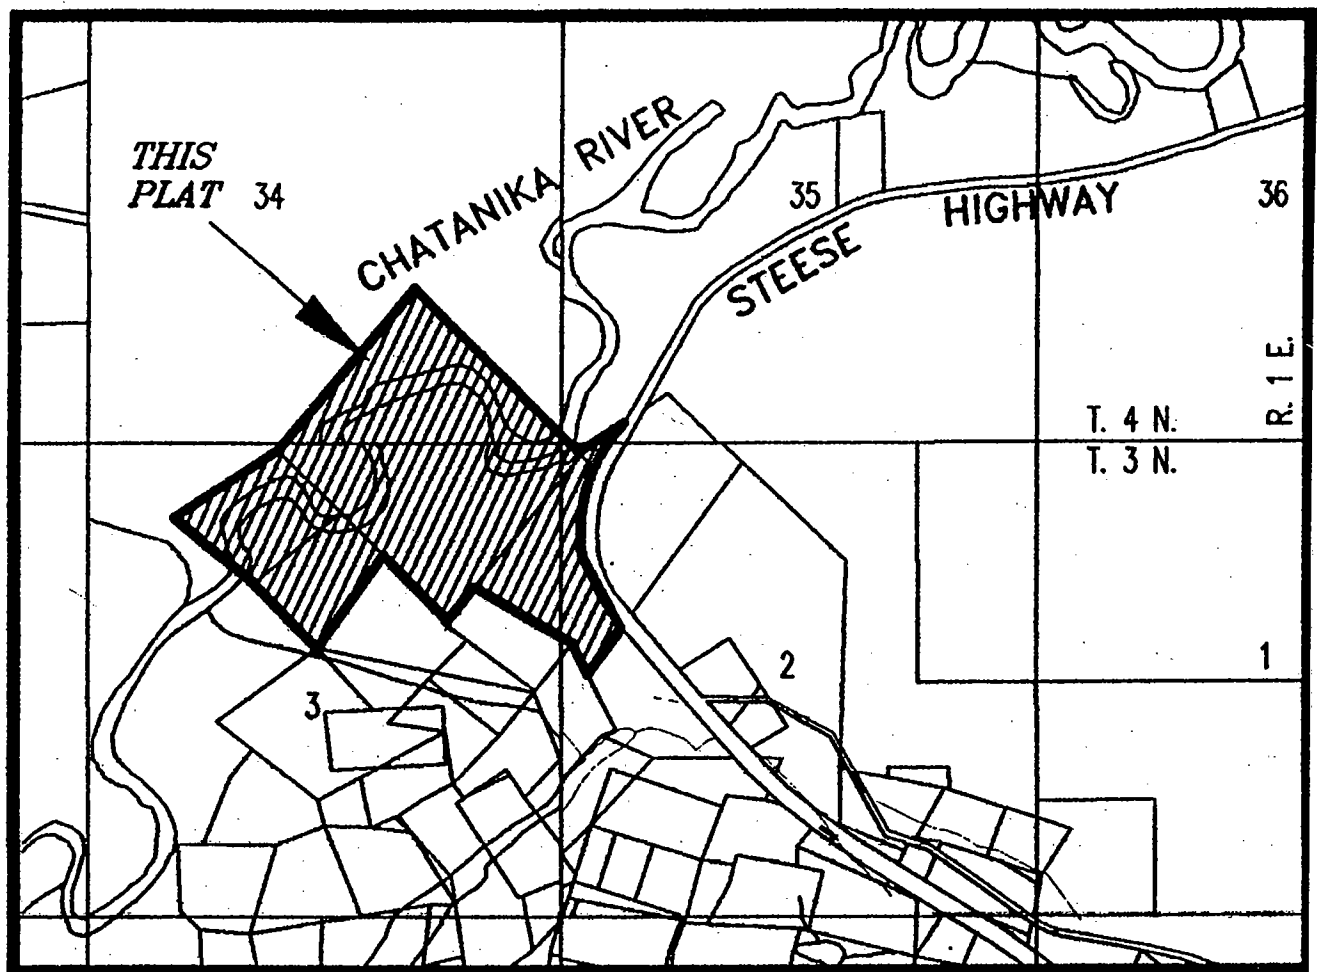 THIS
PLAT 34
CHATANIKA RIVER
35
36
STEESE HIGHWAY
R. 1 E.
T. 4 N.
T. 3 N.
2
1
3